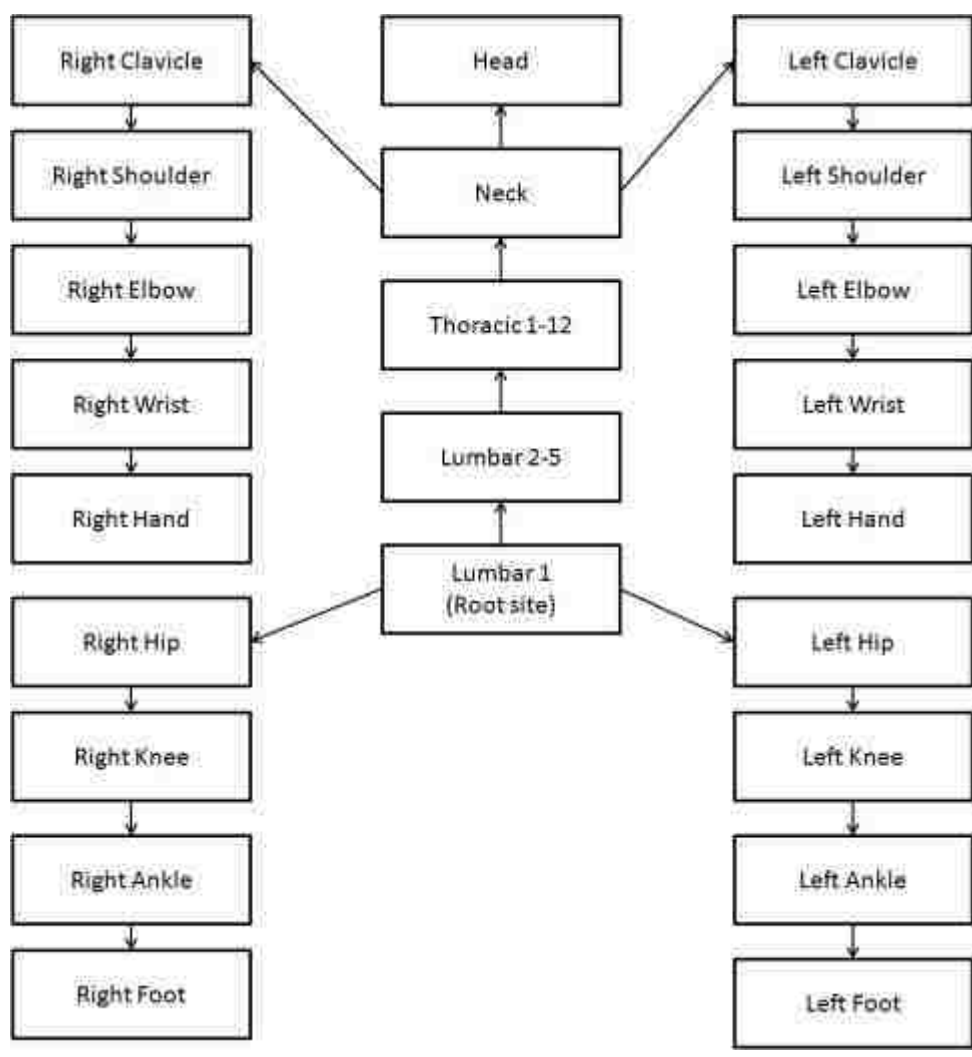 Right Clavicle
Head
Left Clavicle
Right Shoulder
Neck
Left Shoulder
Right Elbow
Thoracic 1-12
Left Elbow
Right Wrist
Lumbar 2-5
Left Wrist
Right Hand
Left Hand
Lumbar 1
(Root site)
Right Hip
Left Hip
Right Knee
Left Knee
Right Ankle
Left Ankle
Right Foot
Left Foot